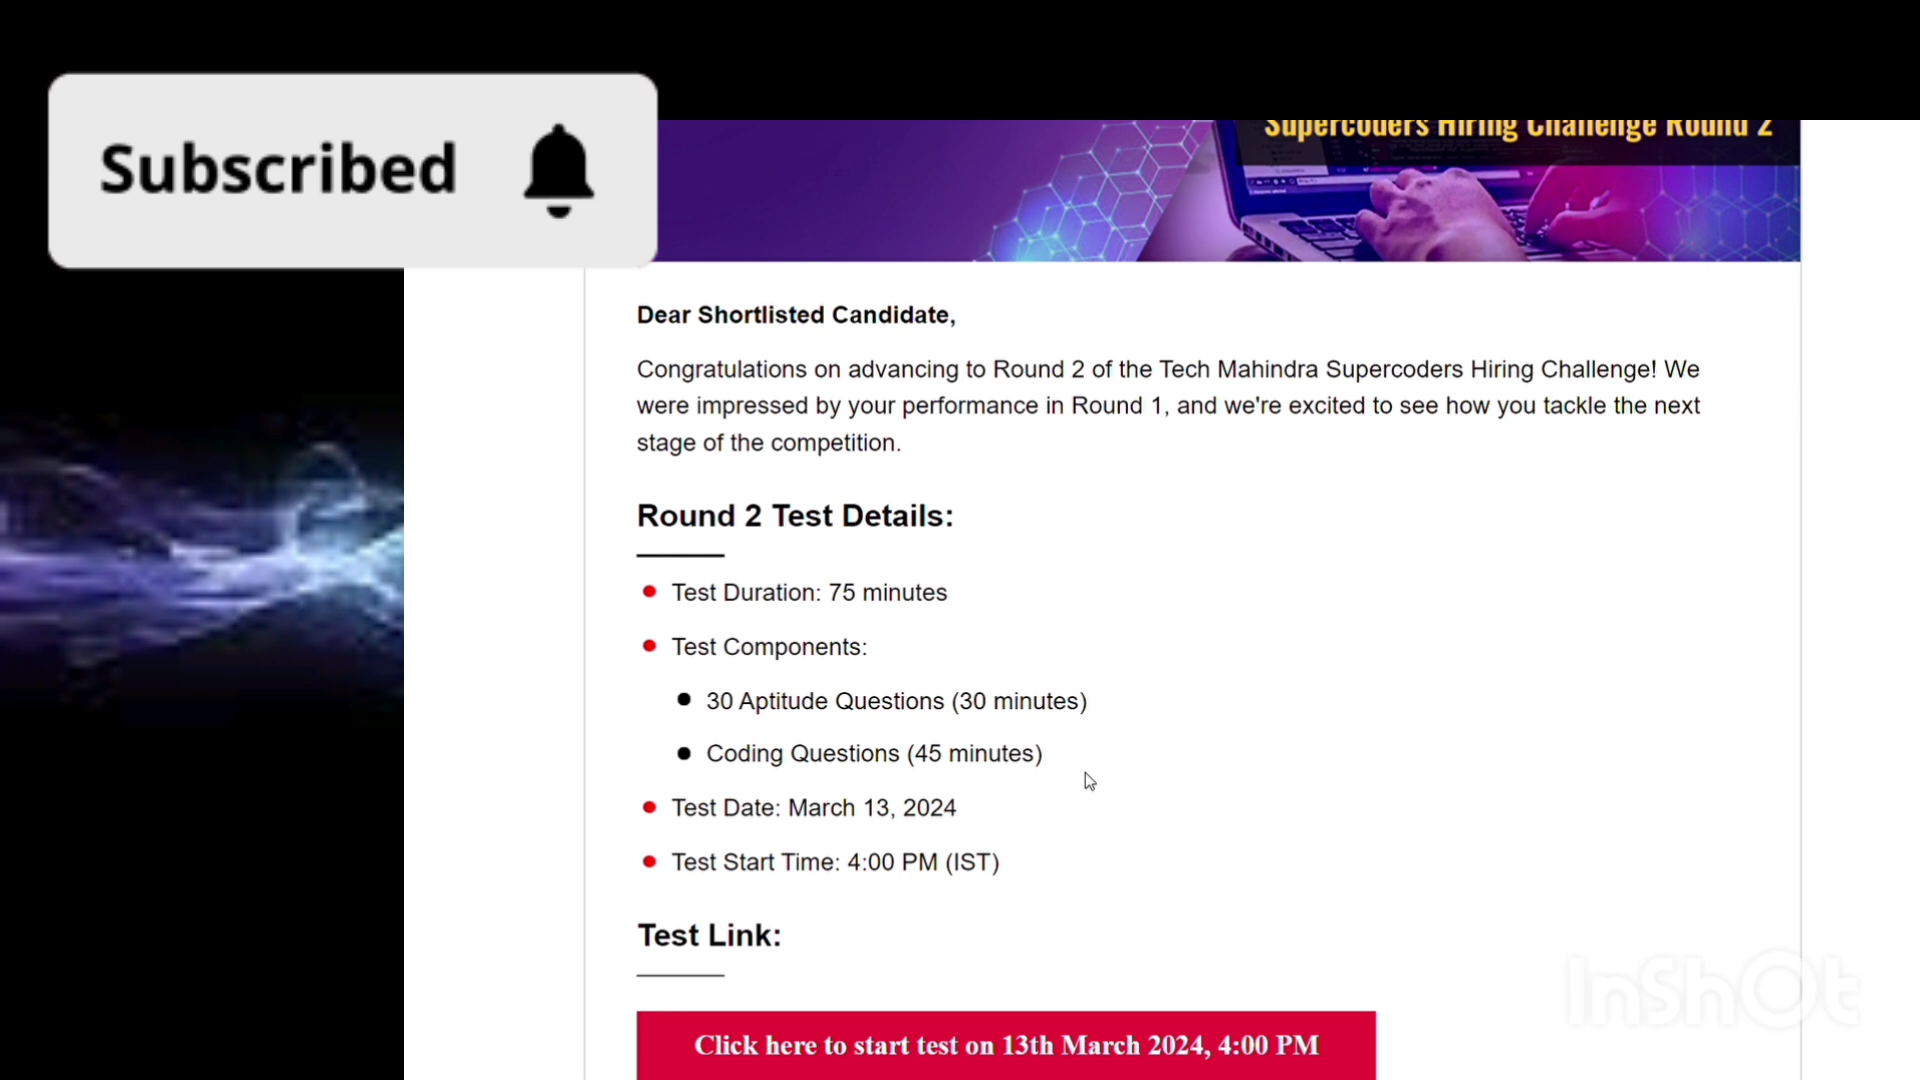 Subscribed
Supercoders Hiring Challenge Round 2
Dear Shortlisted Candidate,
Congratulations on advancing to Round 2 of the Tech Mahindra Supercoders Hiring Challenge! We
were impressed by your performance in Round 1, and we're excited to see how you tackle the next
stage of the competition.
Round 2 Test Details:
Test Duration: 75 minutes
Test Components:
30 Aptitude Questions (30 minutes)
Coding Questions (45 minutes)
Test Date: March 13, 2024
Test Start Time: 4:00 PM (IST)
Test Link:
Click here to start test on 13th March 2024, 4:00 PM
InShOt